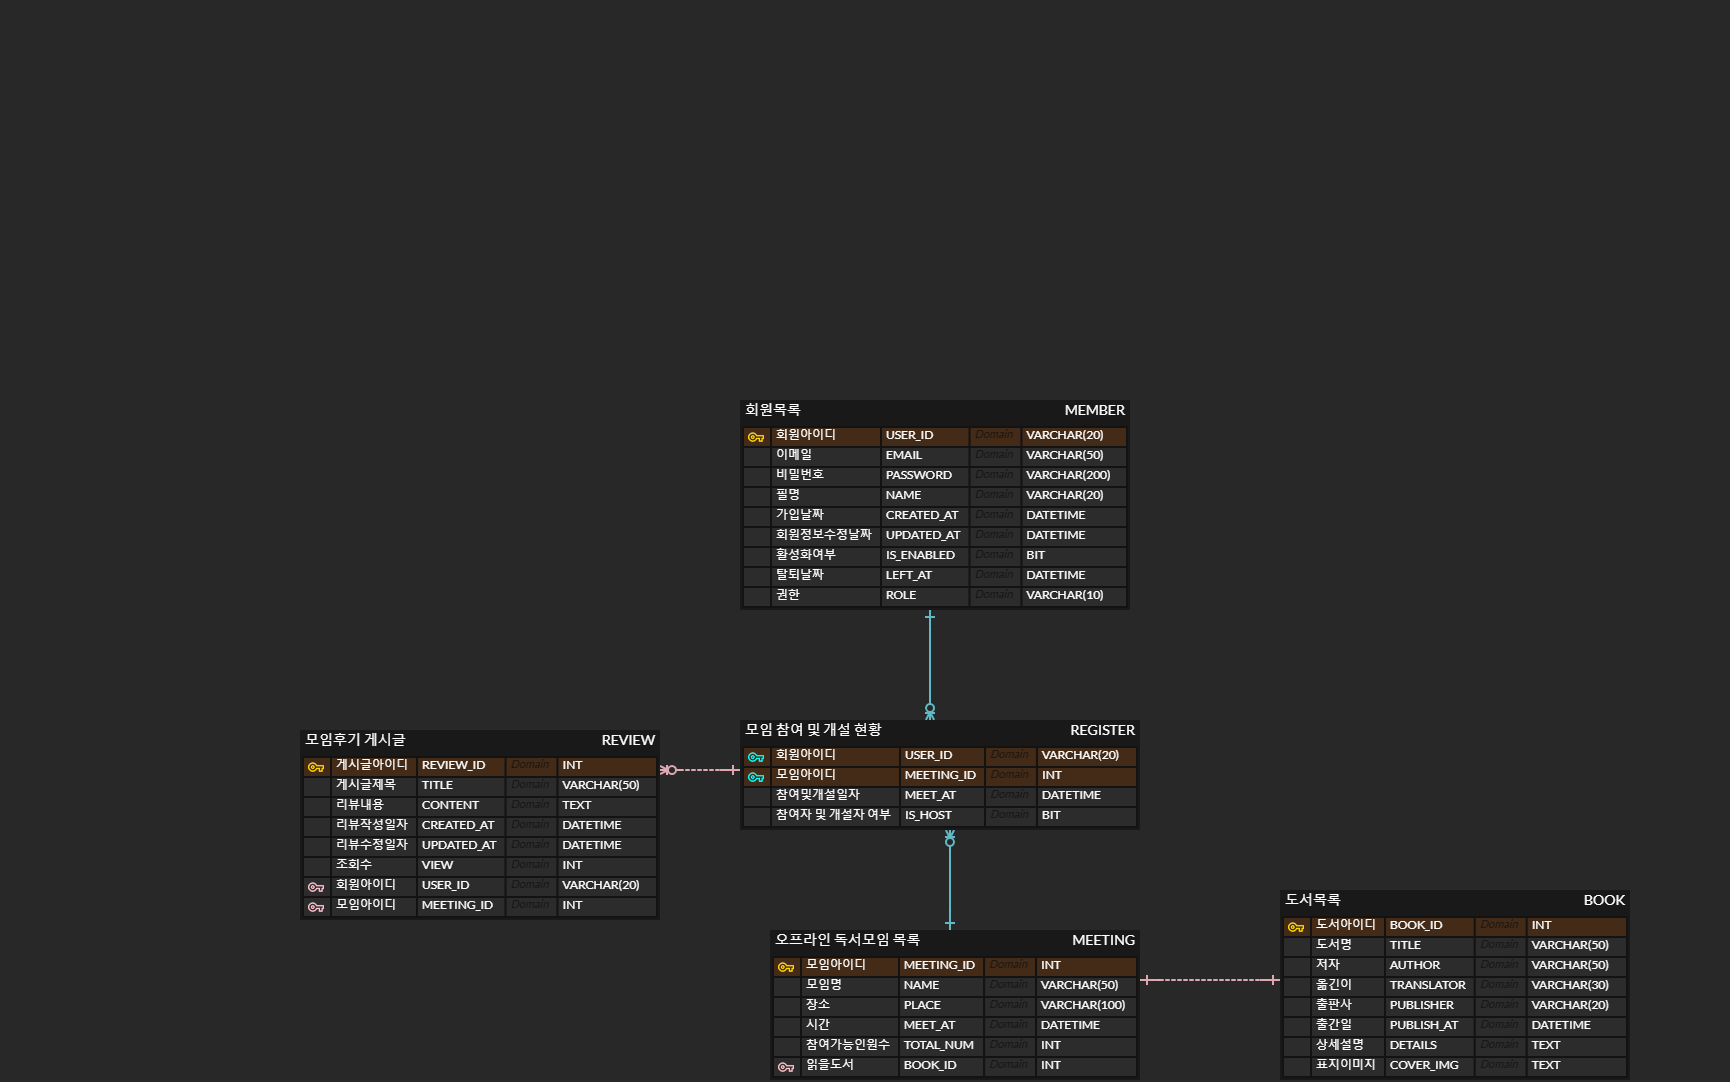 회원목록 MEMBER
회원아이디 USER_ID Domain VARCHAR(20)
이메일 EMAIL Domain VARCHAR(50)
비밀번호 PASSWORD Domain VARCHAR(200)
필명 NAME Domain VARCHAR(20)
가입날짜 CREATED_AT Domain DATETIME
회원정보수정날짜 UPDATED_AT Domain DATETIME
활성화여부 IS_ENABLED Domain BIT
탈퇴날짜 LEFT_AT Domain DATETIME
권한 ROLE Domain VARCHAR(10)
모임후기 게시글 REVIEW
게시글아이디 REVIEW_ID Domain INT
게시글제목 TITLE Domain VARCHAR(50)
리뷰내용 CONTENT Domain TEXT
리뷰작성일자 CREATED_AT Domain DATETIME
리뷰수정일자 UPDATED_AT Domain DATETIME
조회수 VIEW Domain INT
회원아이디 USER_ID Domain VARCHAR(20)
모임아이디 MEETING_ID Domain INT
모임 참여 및 개설 현황 REGISTER
회원아이디 USER_ID Domain VARCHAR(20)
모임아이디 MEETING_ID Domain INT
참여및개설일자 MEET_AT Domain DATETIME
참여자 및 개설자 여부 IS_HOST Domain BIT
오프라인 독서모임 목록 MEETING
모임아이디 MEETING_ID Domain INT
모임명 NAME Domain VARCHAR(50)
장소 PLACE Domain VARCHAR(100)
시간 MEET_AT Domain DATETIME
참여가능인원수 TOTAL_NUM Domain INT
읽을도서 BOOK_ID Domain INT
도서목록 BOOK
도서아이디 BOOK_ID Domain INT
도서명 TITLE Domain VARCHAR(50)
저자 AUTHOR Domain VARCHAR(50)
옮긴이 TRANSLATOR Domain VARCHAR(30)
출판사 PUBLISHER Domain VARCHAR(20)
출간일 PUBLISH_AT Domain DATETIME
상세설명 DETAILS Domain TEXT
표지이미지 COVER_IMG Domain TEXT